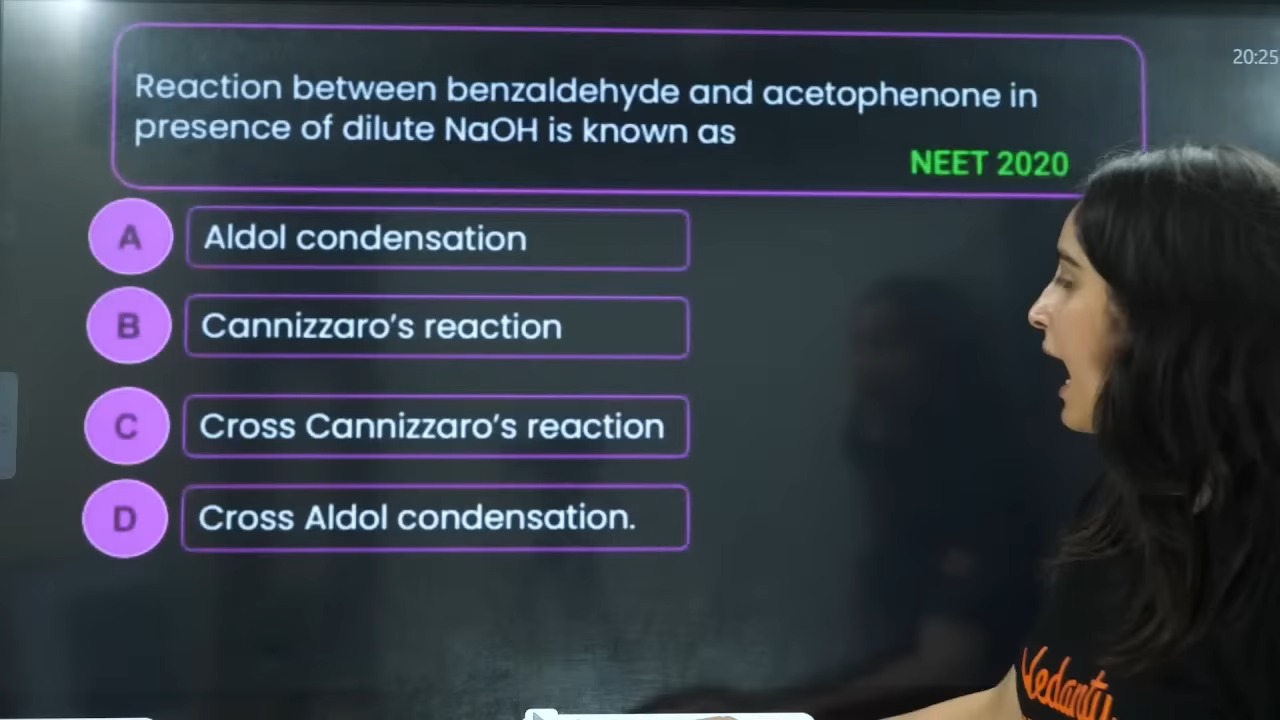 20:25
Reaction between benzaldehyde and acetophenone in
presence of dilute NaOH is known as
NEET 2020
A Aldol condensation
B Cannizzaro's reaction
C Cross Cannizzaro's reaction
D Cross Aldol condensation.
Vedantu